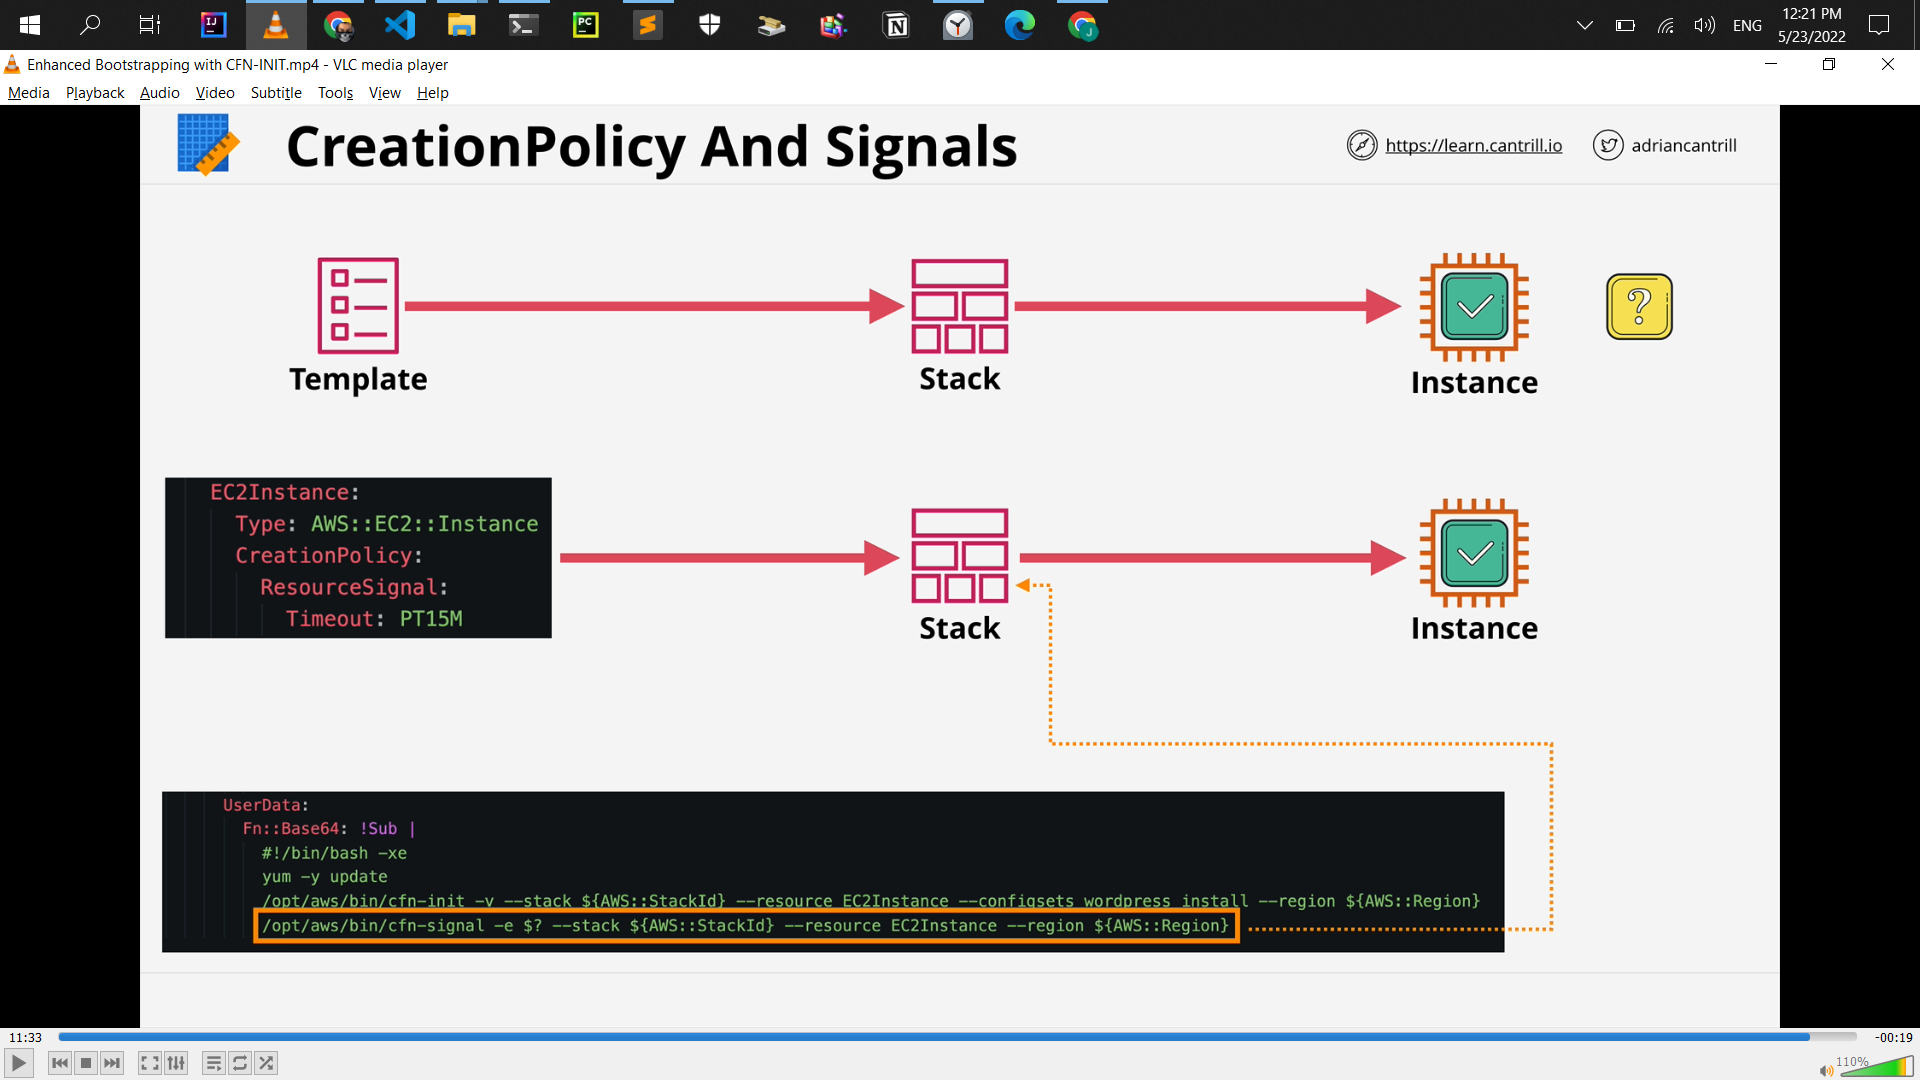 ENG
12:21 PM
5/23/2022
Enhanced Bootstrapping with CFN-INIT.mp4 - VLC media player
Media Playback Audio Video Subtitle Tools View Help
CreationPolicy And Signals
https://learn.cantrill.io
adriancantrill
?
Template
Stack
Instance
EC2Instance:
Type: AWS::EC2::Instance
CreationPolicy:
ResourceSignal:
Timeout: PT15M
Stack
Instance
UserData:
Fn::Base64: !Sub |
#!/bin/bash -xe
yum -y update
/opt/aws/bin/cfn-init -v --stack ${AWS::StackId} --resource EC2Instance --configsets wordpress_install --region ${AWS::Region}
/opt/aws/bin/cfn-signal -e $? --stack ${AWS::StackId} --resource EC2Instance --region ${AWS::Region}
11:33
-00:19
110%